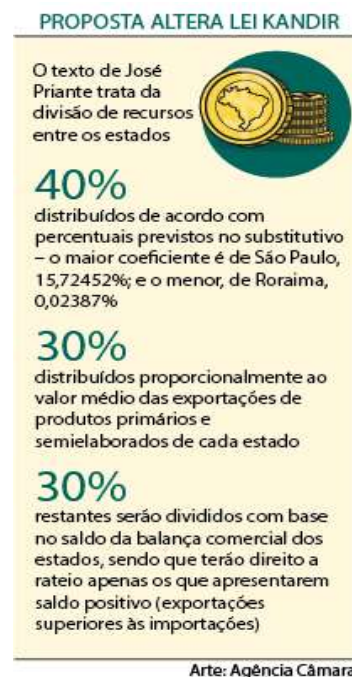 PROPOSTA ALTERA LEI KANDIR
O texto de José
Priante trata da
divisão de recursos
entre os estados
40%
distribuídos de acordo com
percentuais previstos no substitutivo
– o maior coeficiente é de São Paulo,
15,72452%; e o menor, de Roraima,
0,02387%
30%
distribuídos proporcionalmente ao
valor médio das exportações de
produtos primários e
semielaborados de cada estado
30%
restantes serão divididos com base
no saldo da balança comercial dos
estados, sendo que terão direito a
rateio apenas os que apresentarem
saldo positivo (exportações
superiores às importações)
Arte: Agência Câmara